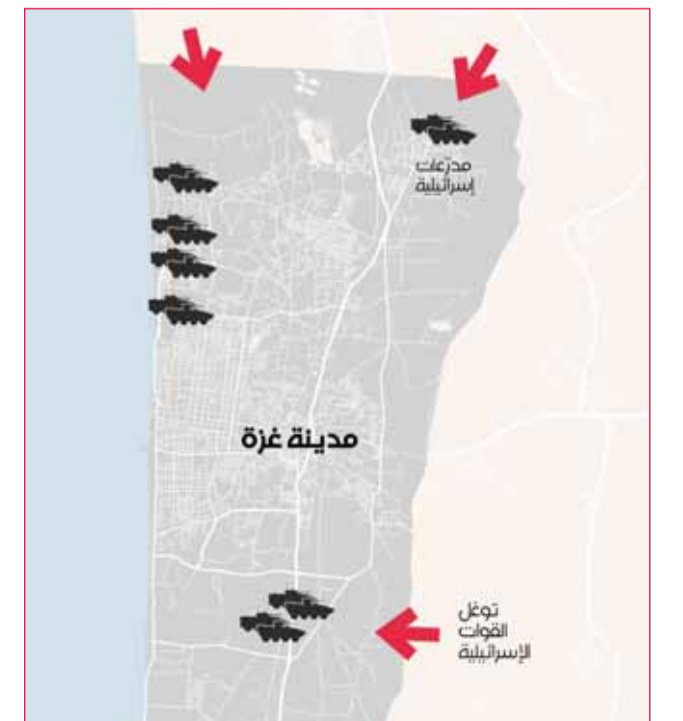 مدرّعات
إسرائيلية
مدينة غزة
توغل
القوات
الإسرائيلية